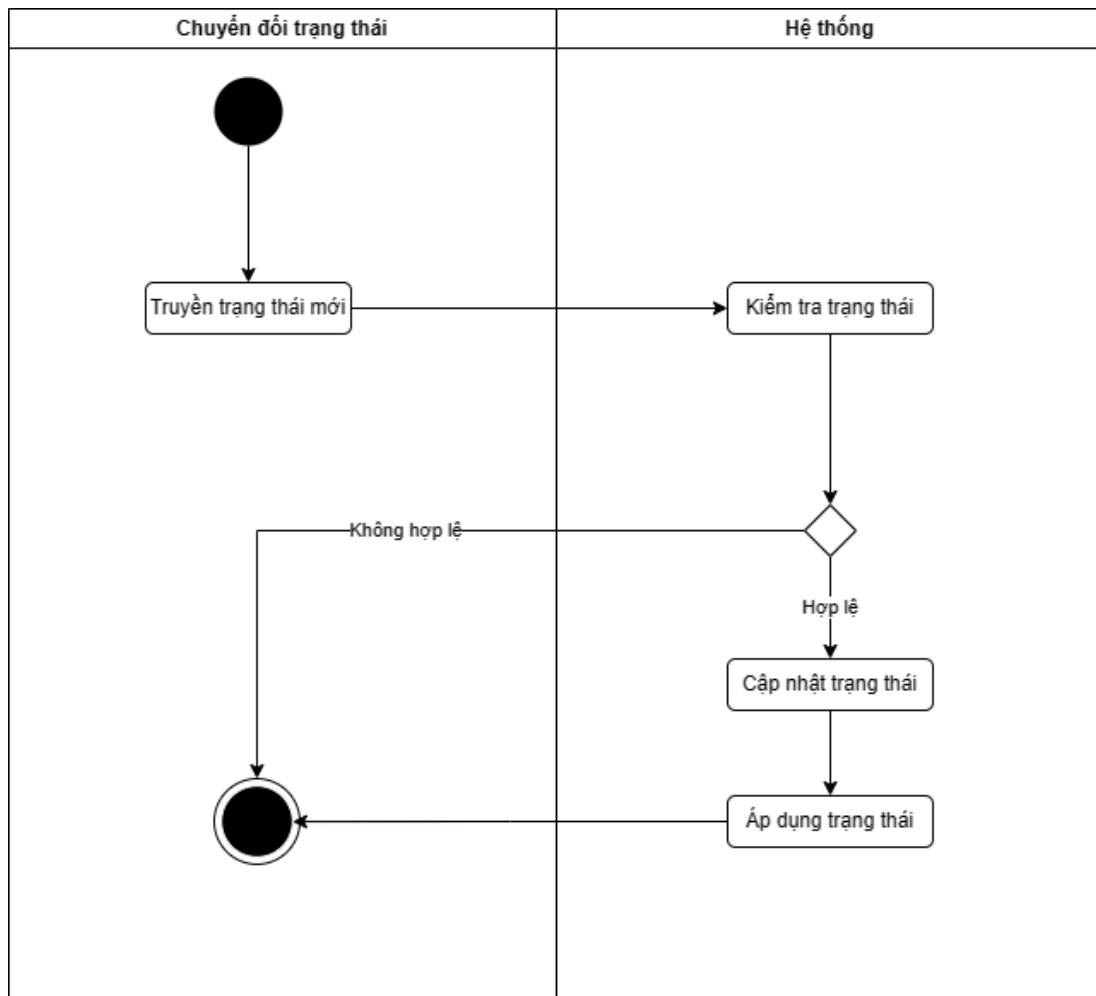 Chuyển đổi trạng thái
Hệ thống
Truyền trạng thái mới
Kiểm tra trạng thái
Không hợp lệ
Hợp lệ
Cập nhật trạng thái
Áp dụng trạng thái